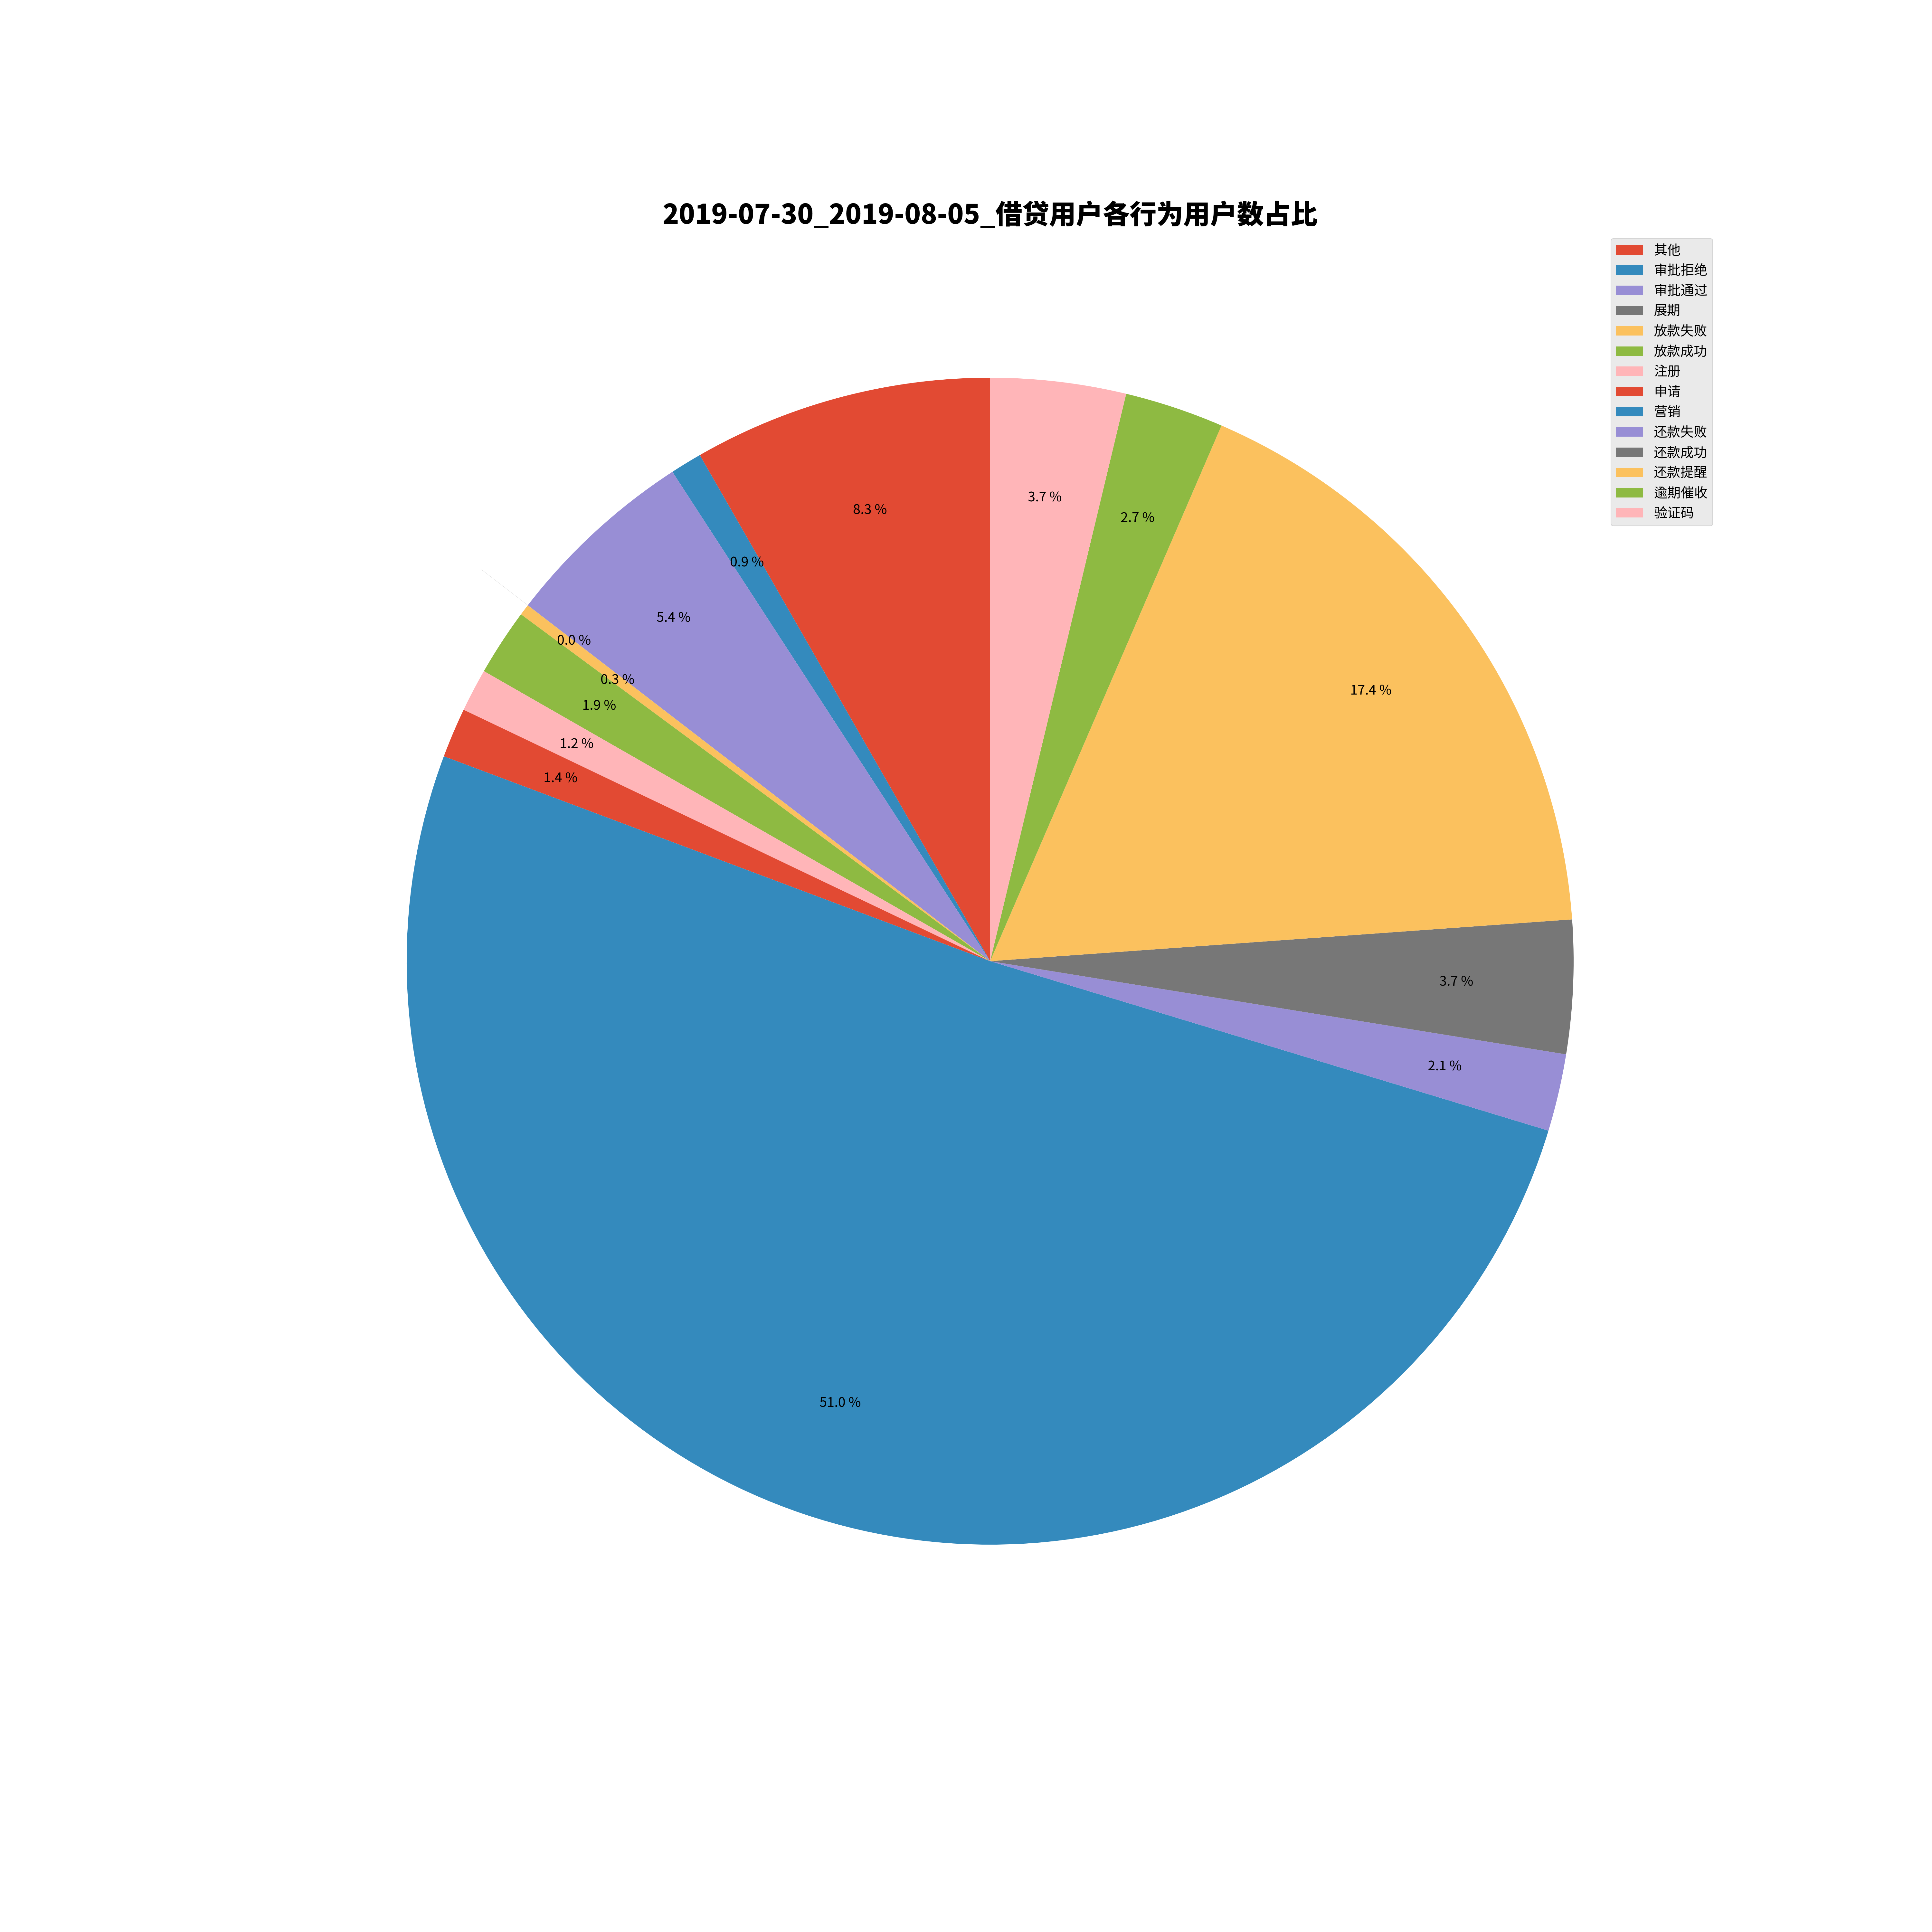 2019-07-30_2019-08-05_借贷用户各行为用户数占比
其他
审批拒绝
审批通过
展期
放款失败
放款成功
注册
申请
营销
还款失败
还款成功
还款提醒
逾期催收
验证码
3.7 %
8.3 %
2.7 %
0.9 %
5.4 %
0.0 %
0.3 %
17.4 %
1.9 %
1.2 %
1.4 %
3.7 %
2.1 %
51.0 %